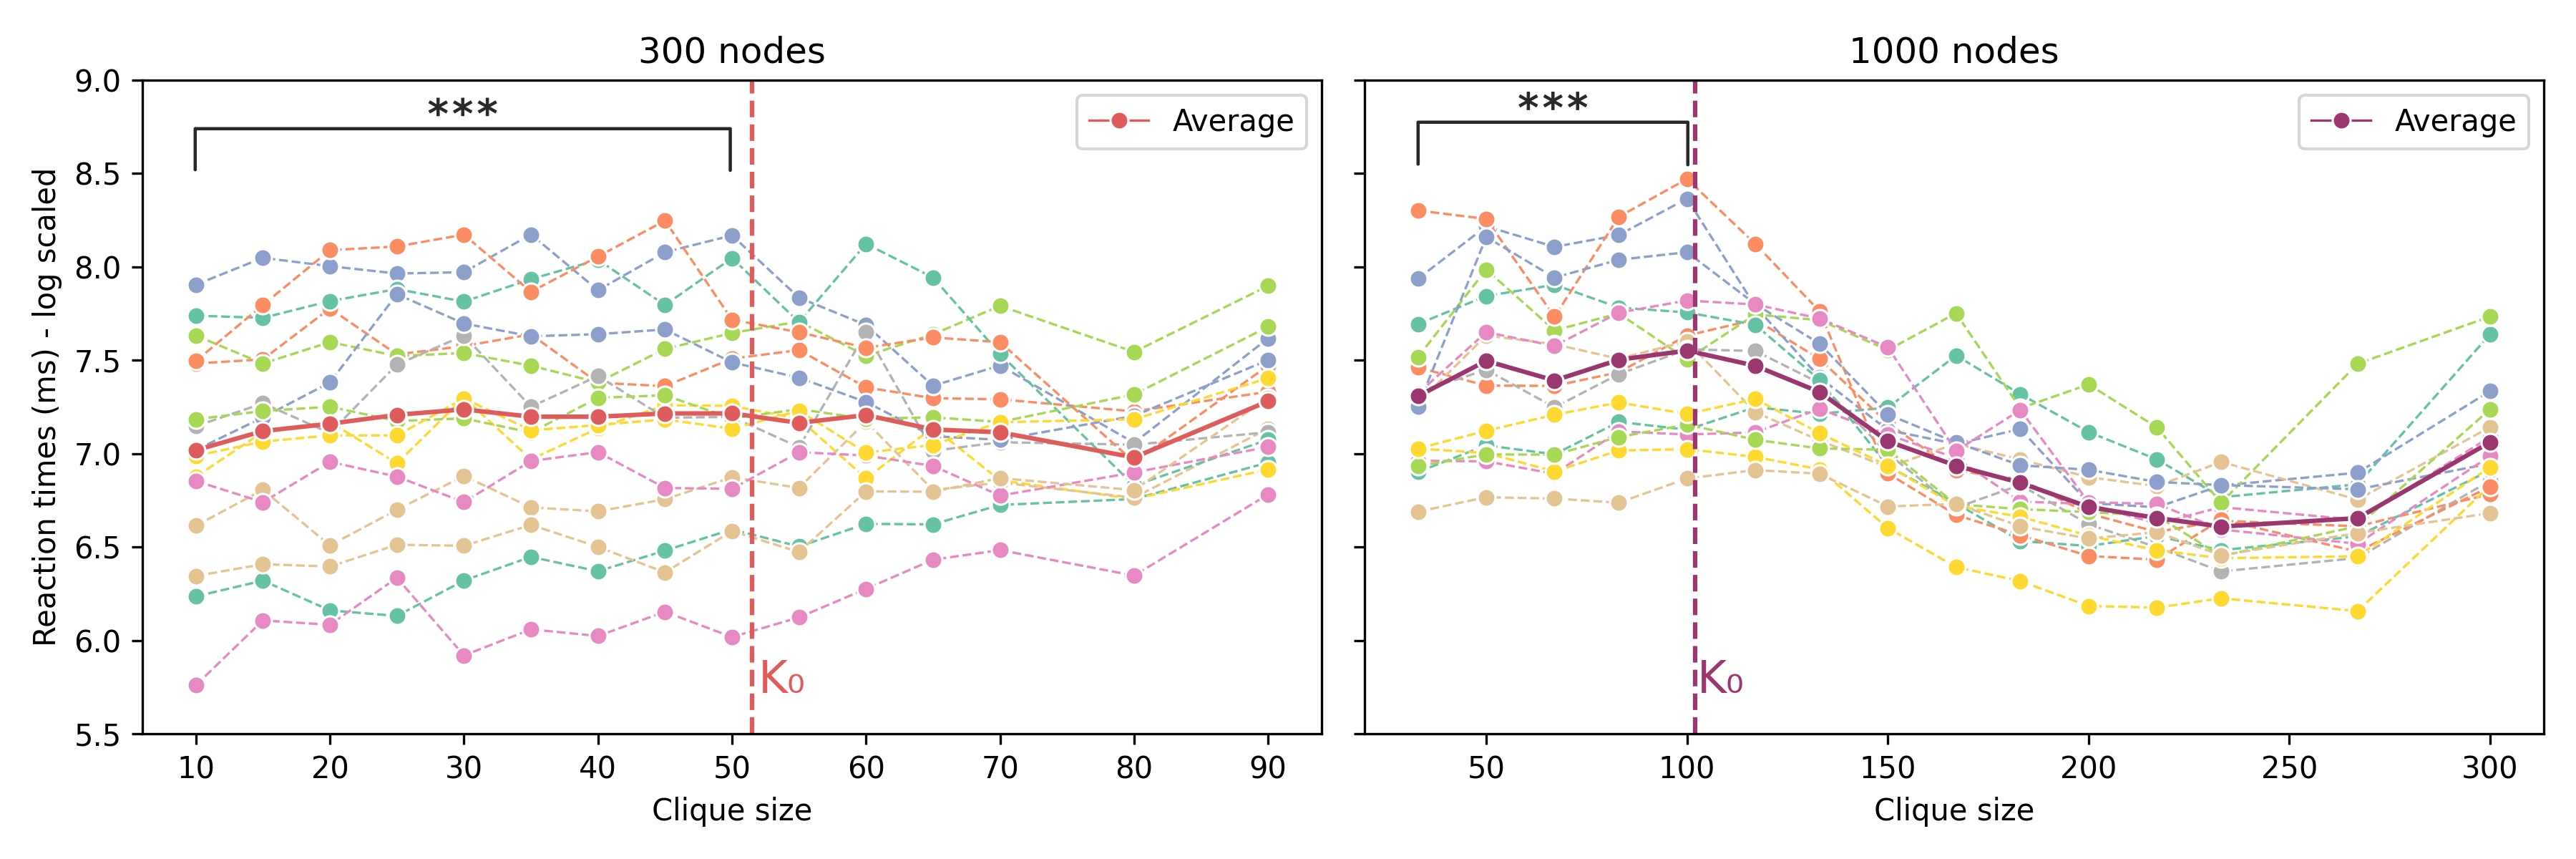 300 nodes
1000 nodes
Reaction times (ms) - log scaled
9.0
8.5
8.0
7.5
7.0
6.5
6.0
5.5
***
Average
K₀
10 20 30 40 50 60 70 80 90
Clique size
***
Average
K₀
50 100 150 200 250 300
Clique size